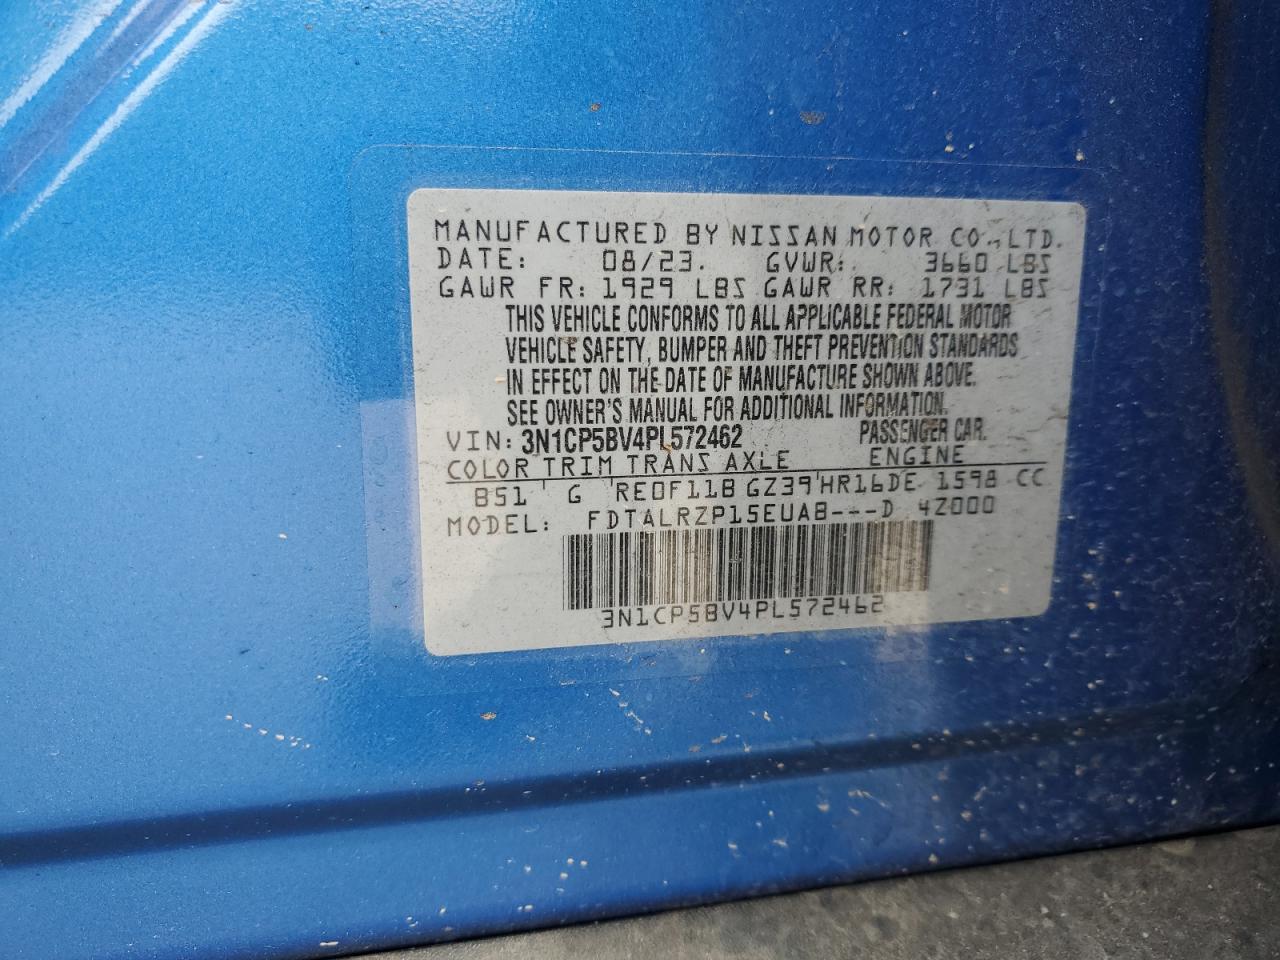 MANUFACTURED BY NISSAN MOTOR CO., LTD.
DATE: 08/23. GVWR: 3660 LBS
GAWR FR: 1929 LBS GAWR RR: 1731 LBS
THIS VEHICLE CONFORMS TO ALL APPLICABLE FEDERAL MOTOR
VEHICLE SAFETY, BUMPER AND THEFT PREVENTION STANDARDS
IN EFFECT ON THE DATE OF MANUFACTURE SHOWN ABOVE.
SEE OWNER'S MANUAL FOR ADDITIONAL INFORMATION.
VIN: 3N1CP5BV4PL572462 PASSENGER CAR.
COLOR TRIM TRANS AXLE ENGINE
B51 ' G 'RE0F11B GZ39'HR16DE 1598 CC
MODEL: FDTALRZP15EUAB---D 4Z000
3N1CP5BV4PL572462